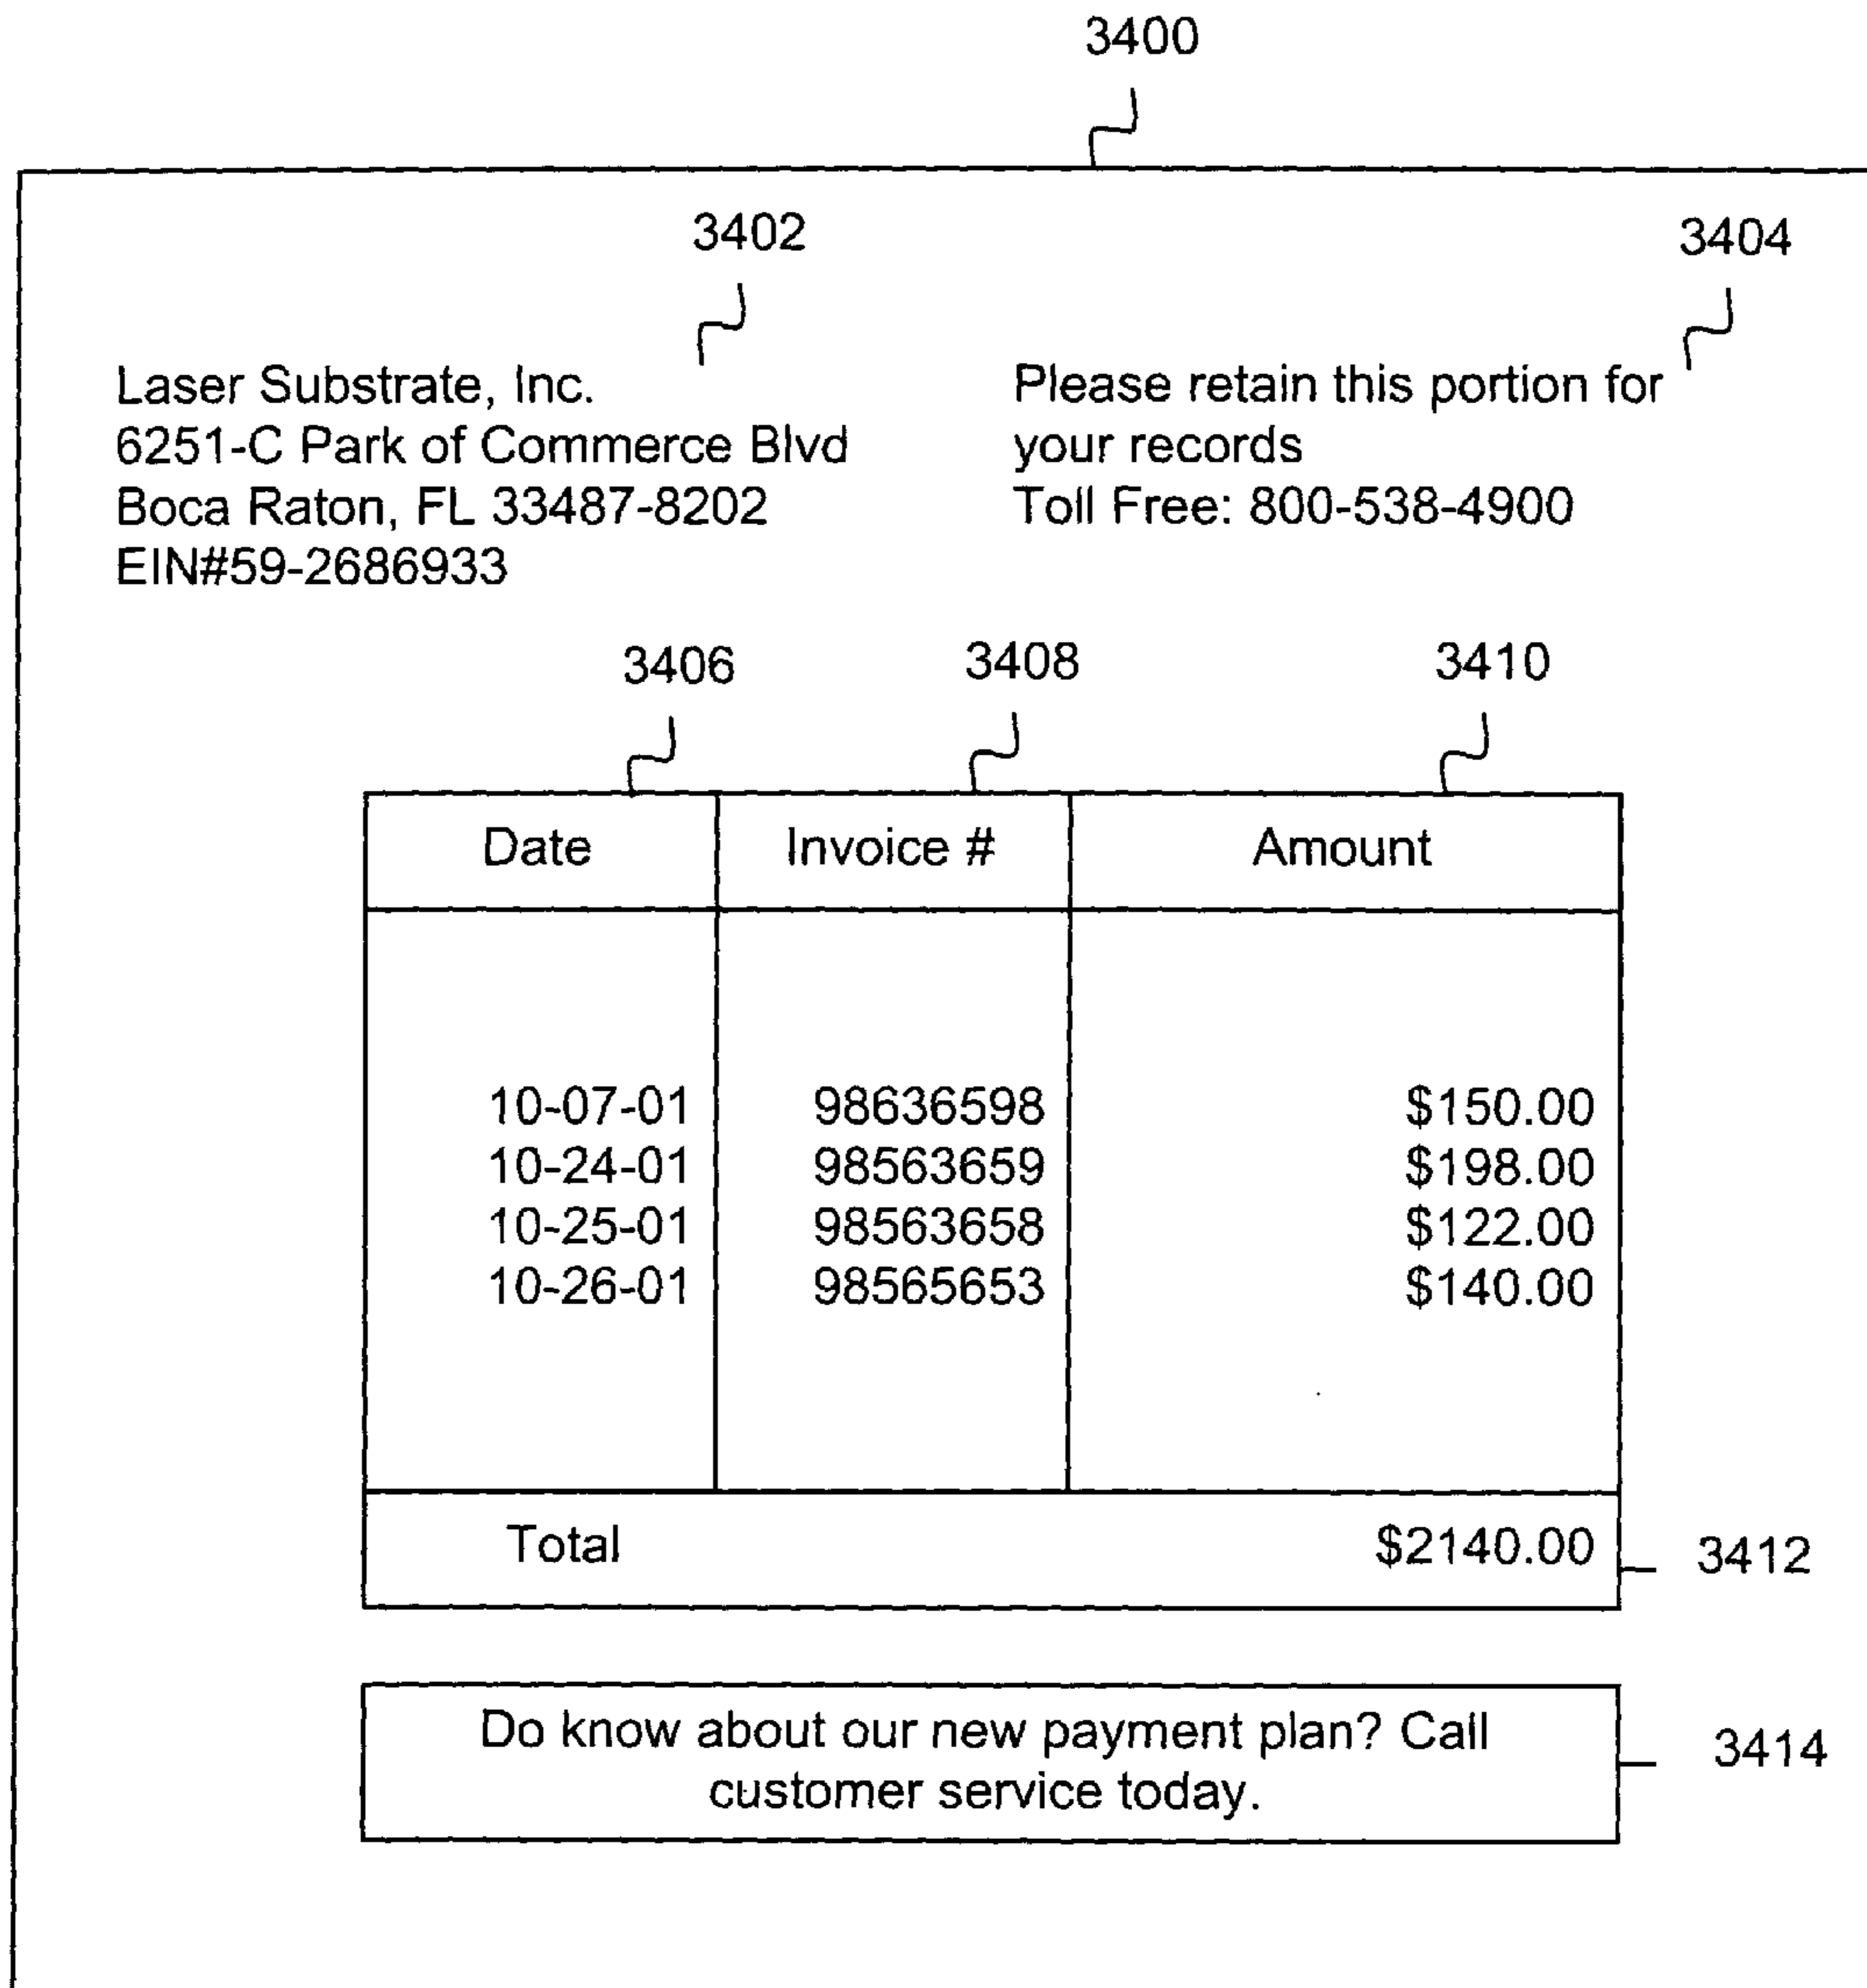 3400
3402
3404
Laser Substrate, Inc.
6251-C Park of Commerce Blvd
Boca Raton, FL 33487-8202
EIN#59-2686933
Please retain this portion for
your records
Toll Free: 800-538-4900
3406 3408 3410
Date Invoice # Amount
10-07-01 98636598 $150.00
10-24-01 98563659 $198.00
10-25-01 98563658 $122.00
10-26-01 98565653 $140.00
Total $2140.00 3412
Do know about our new payment plan? Call
customer service today.
3414